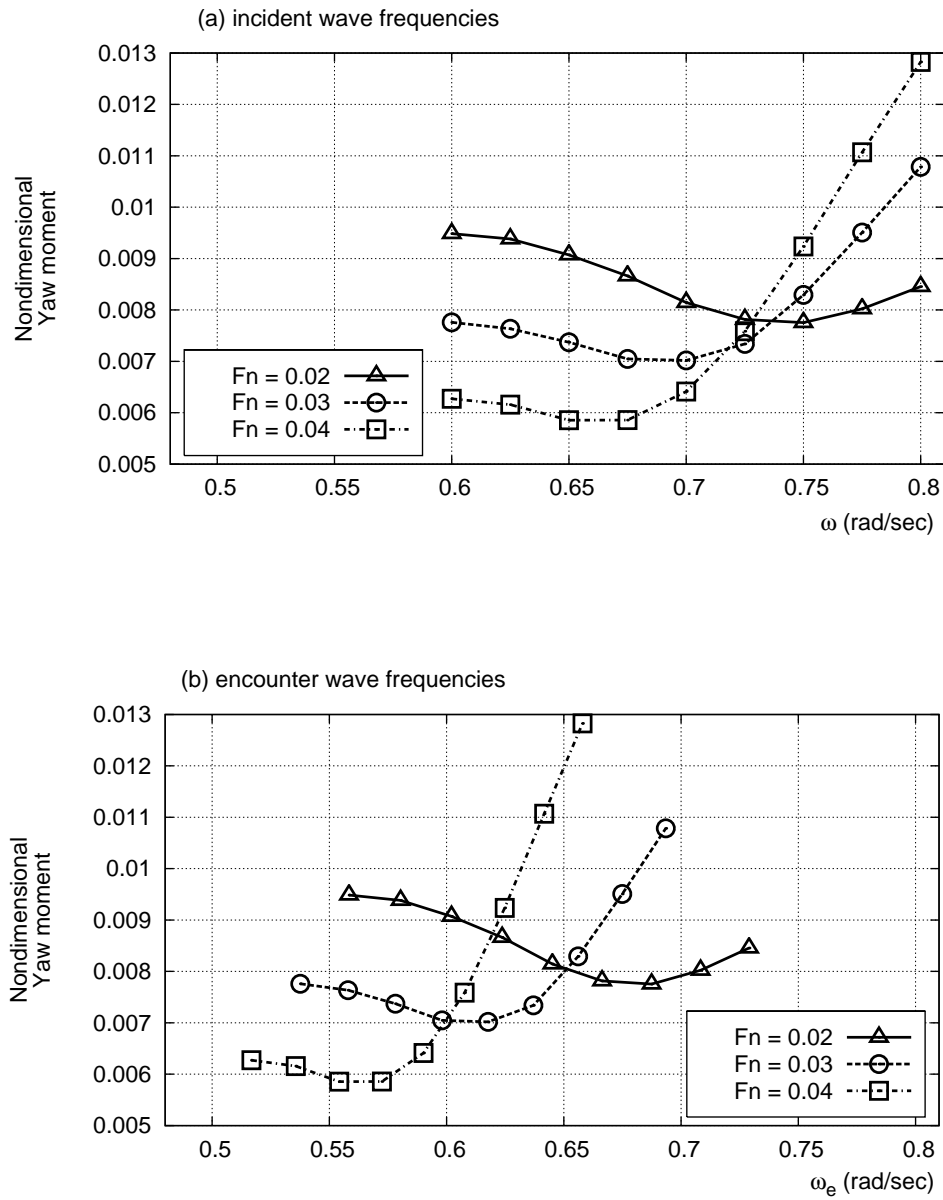 (a) incident wave frequencies
0.013
0.012
0.011
0.01
0.009
0.008
0.007
0.006
0.005
Nondimensional
Yaw moment
Fn = 0.02
Fn = 0.03
Fn = 0.04
0.5 0.55 0.6 0.65 0.7 0.75 0.8
ω (rad/sec)
(b) encounter wave frequencies
0.013
0.012
0.011
0.01
0.009
0.008
0.007
0.006
0.005
Nondimensional
Yaw moment
Fn = 0.02
Fn = 0.03
Fn = 0.04
0.5 0.55 0.6 0.65 0.7 0.75 0.8
ωe (rad/sec)